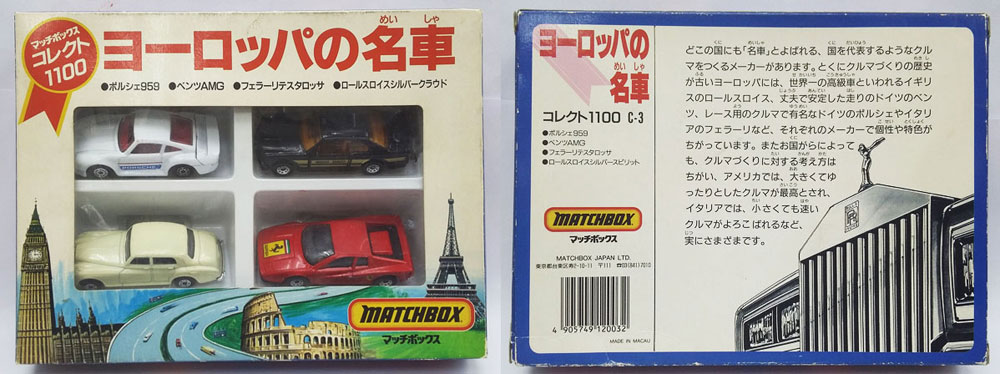 マッチボックス
コレクト
1100
めい しゃ
ヨーロッパの名車
●ポルシェ959 ●ベンツAMG ●フェラーリテスタロッサ ●ロールスロイスシルバークラウド
PORSCHE
MATCHBOX
マッチボックス
ヨーロッパの
めい しゃ
名車
コレクト1100 C-3
●ポルシェ959
●ベンツAMG
●フェラーリテスタロッサ
●ロールスロイスシルバースピリット
MATCHBOX
マッチボックス
MATCHBOX JAPAN LTD.
東京都台東区寿2-10-11 〒111 ☎(03)841)7010
4 905749 120032
MADE IN MACAU
どこの国にも「名車」とよばれる、国を代表するようなクル
マをつくるメーカーがあります。とくにクルマづくりの歴史
が古いヨーロッパには、世界一の高級車といわれるイギリ
スのロールスロイス、丈夫で安定した走りのドイツのベン
ツ、レース用のクルマで有名なドイツのポルシェやイタリ
アのフェラーリなど、それぞれのメーカーで個性や特色が
ちがっています。またお国がらによって
も、クルマづくりに対する考え方は
ちがい、アメリカでは、大きくてゆ
ったりとしたクルマが最高とされ、
イタリアでは、小さくても速い
クルマがよろこばれるなど、
実にさまざまです。